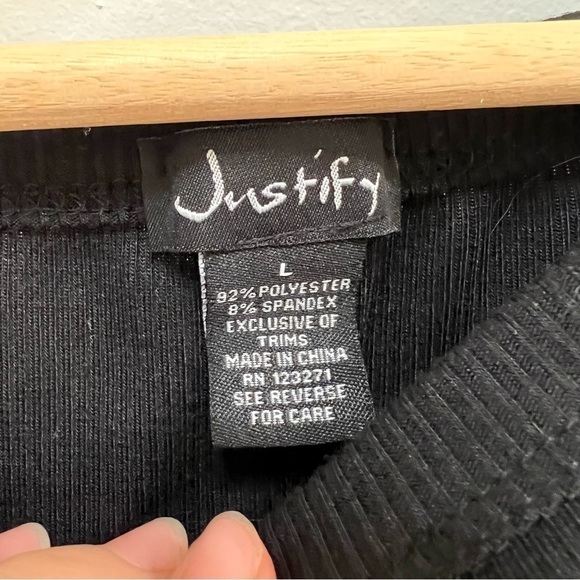 Justify
L
92% POLYESTER
8% SPANDEX
EXCLUSIVE OF
TRIMS
MADE IN CHINA
RN 123271
SEE REVERSE
FOR CARE